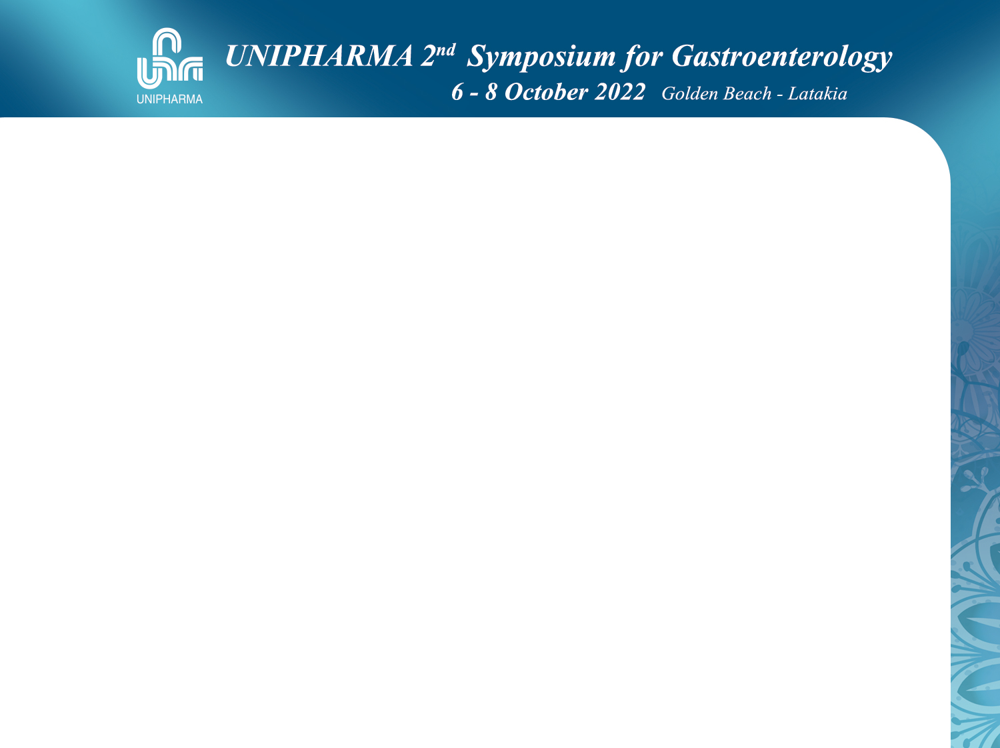 UNIPHARMA 2nd Symposium for Gastroenterology
6 - 8 October 2022 Golden Beach - Latakia
UNIPHARMA